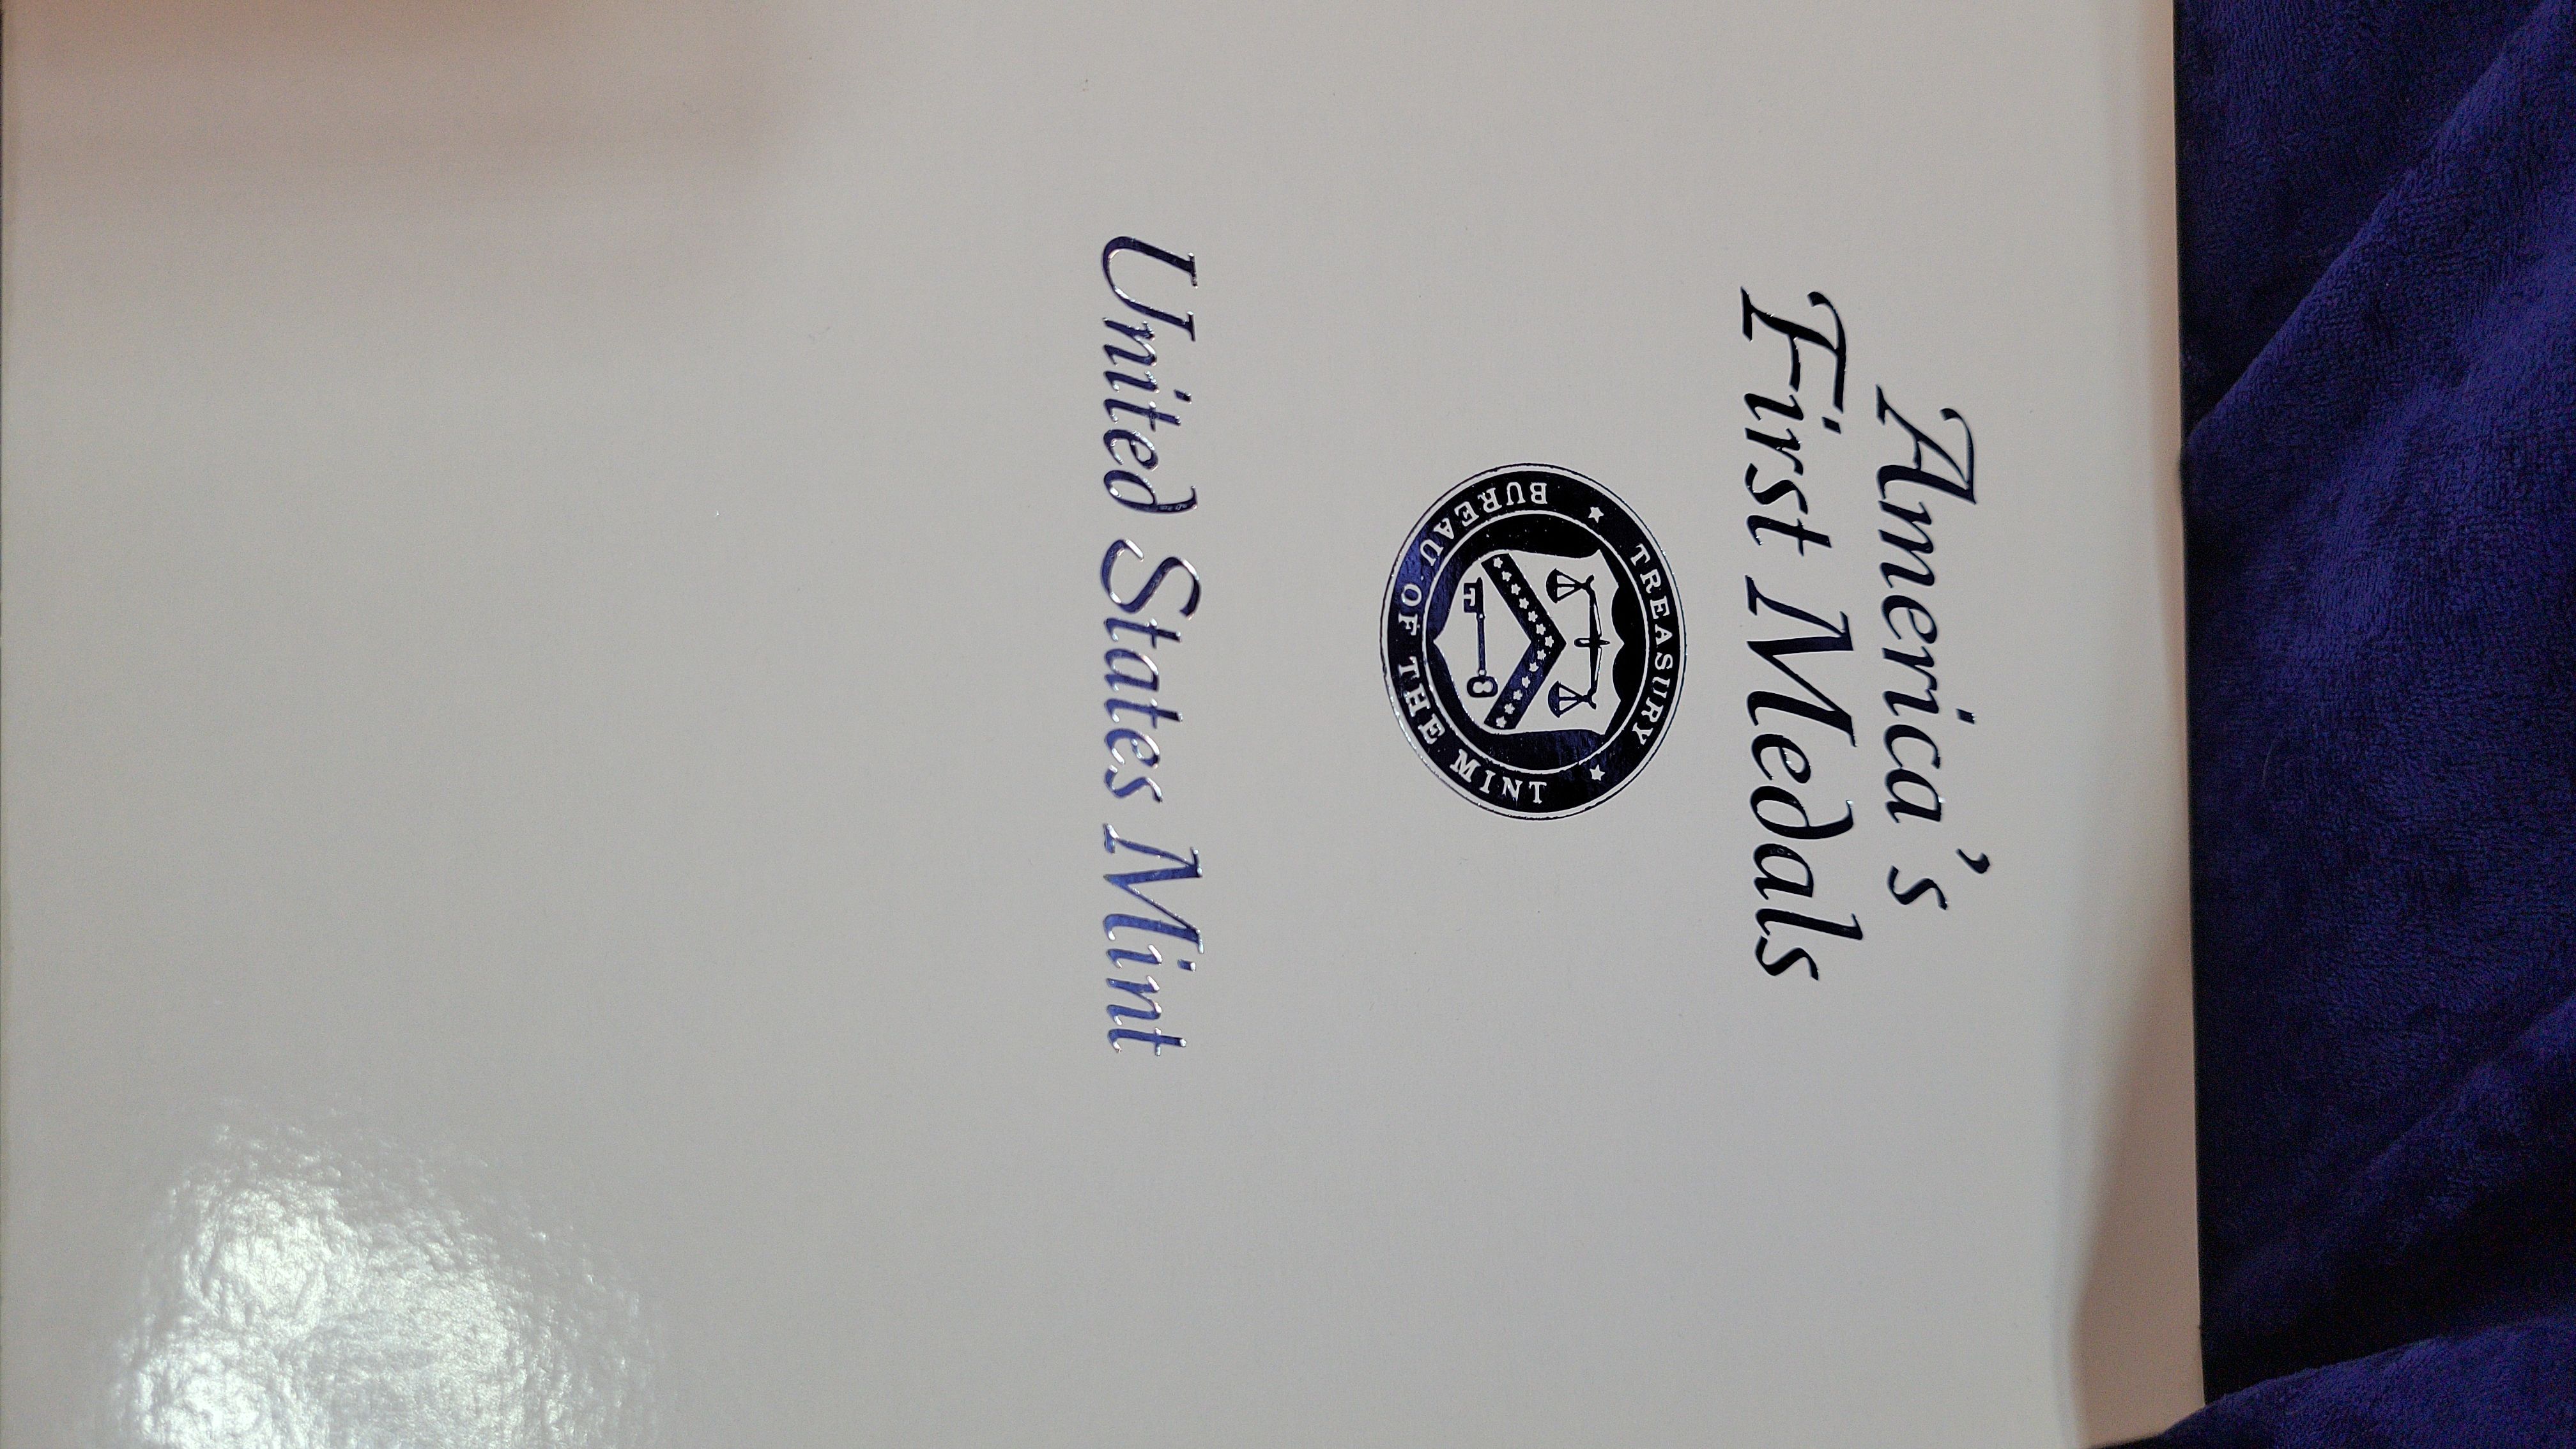 America's
First Medals
★ TREASURY ★
BUREAU OF THE MINT
United States Mint